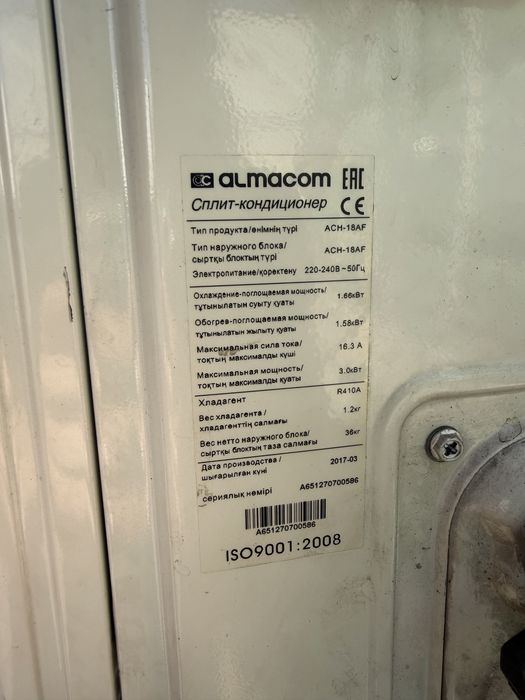 almacom EAC
Сплит-кондиционер CE
Тип продукта/өнімнің түрі ACH-18AF
Тип наружного блока/
сыртқы блоктың түрі ACH-18AF
Электропитание/қоректену 220-240В ~ 50Гц
Охлаждение-поглощаемая мощность/
тұтынылатын суыту қуаты 1.66кВт
Обогрев-поглощаемая мощность/
тұтынылатын жылыту қуаты 1.58кВт
Максимальная сила тока/
тоқтың максималды күші 16.3 А
Максимальная мощность/
тоқтың максималды қуаты 3.0кВт
Хладагент R410A
Вес хладагента /
хладагенттің салмағы 1.2кг
Вес нетто наружного блока/
сыртқы блоктың таза салмағы 36кг
Дата производства /
шығарылған күні 2017-03
сериялық нөмірі A651270700586
A651270700586
ISO9001:2008